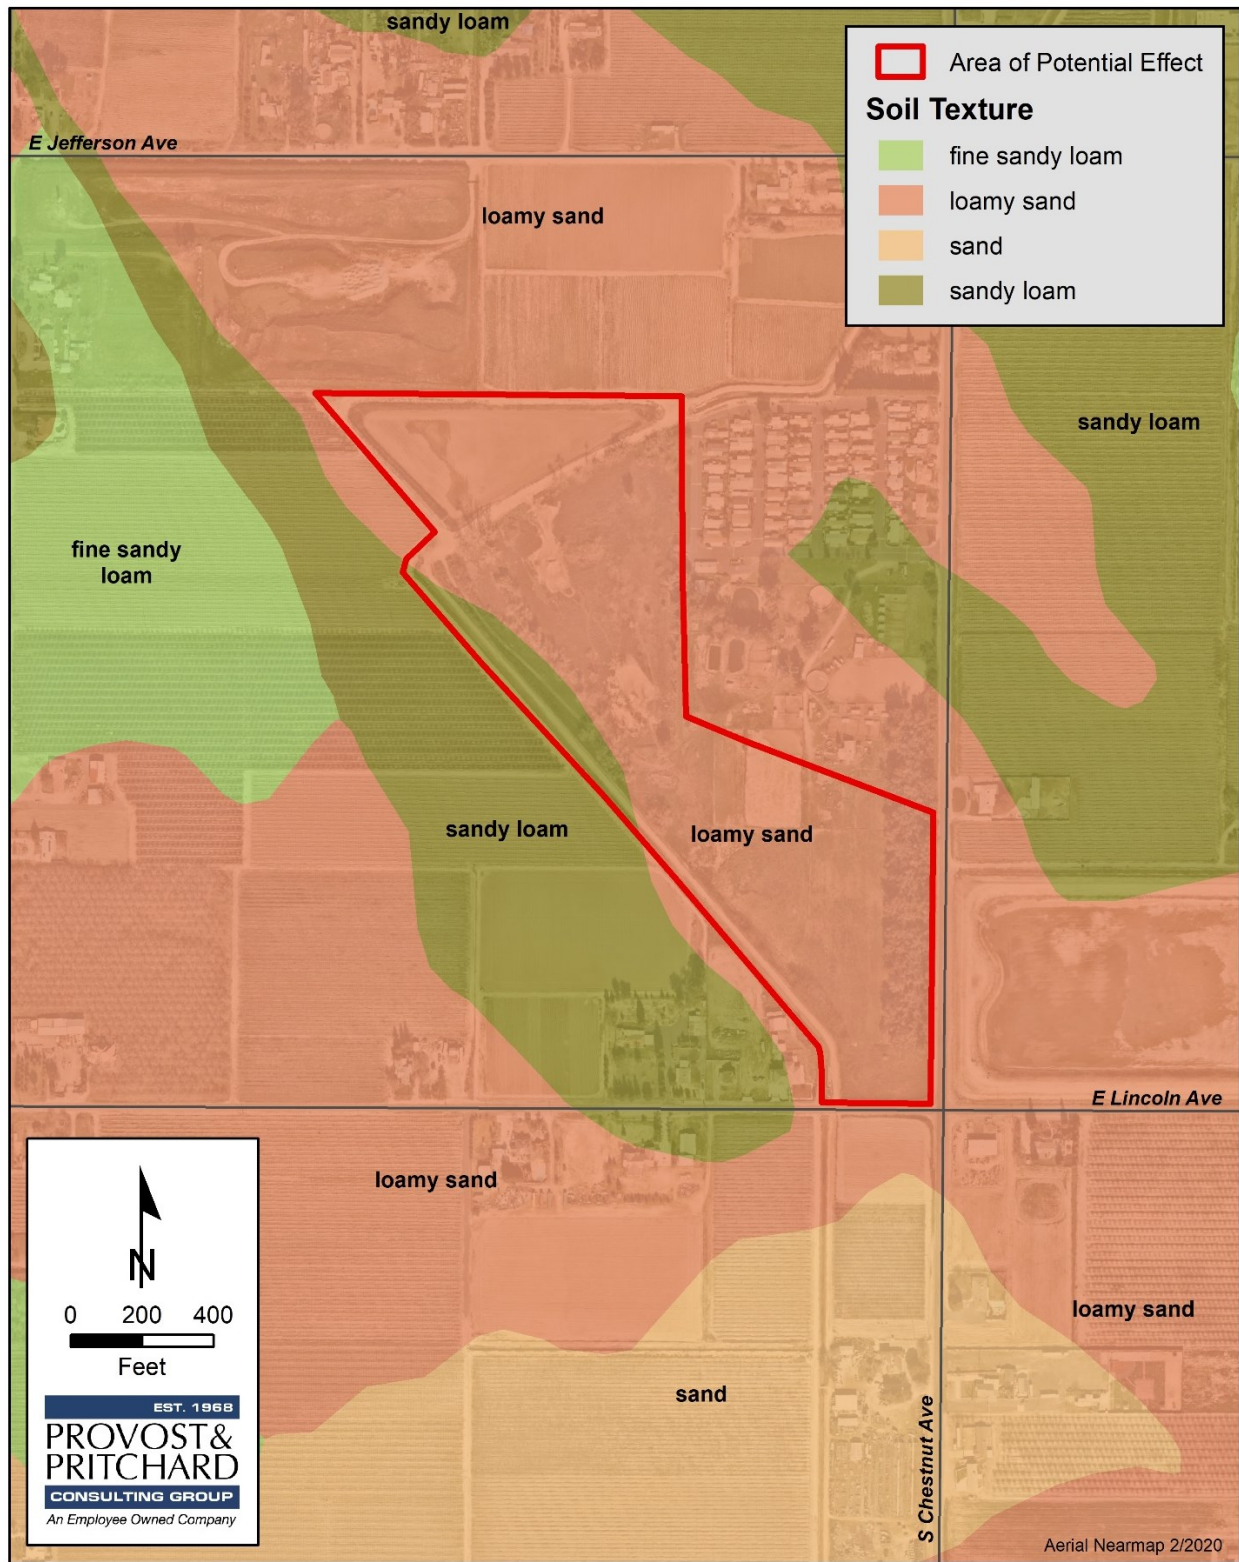 sandy loam
Area of Potential Effect
Soil Texture
fine sandy loam
loamy sand
sand
sandy loam
E Jefferson Ave
loamy sand
sandy loam
fine sandy
loam
sandy loam
loamy sand
E Lincoln Ave
loamy sand
N
0 200 400
Feet
loamy sand
sand
S Chestnut Ave
EST. 1968
PROVOST&
PRITCHARD
CONSULTING GROUP
An Employee Owned Company
Aerial Nearmap 2/2020